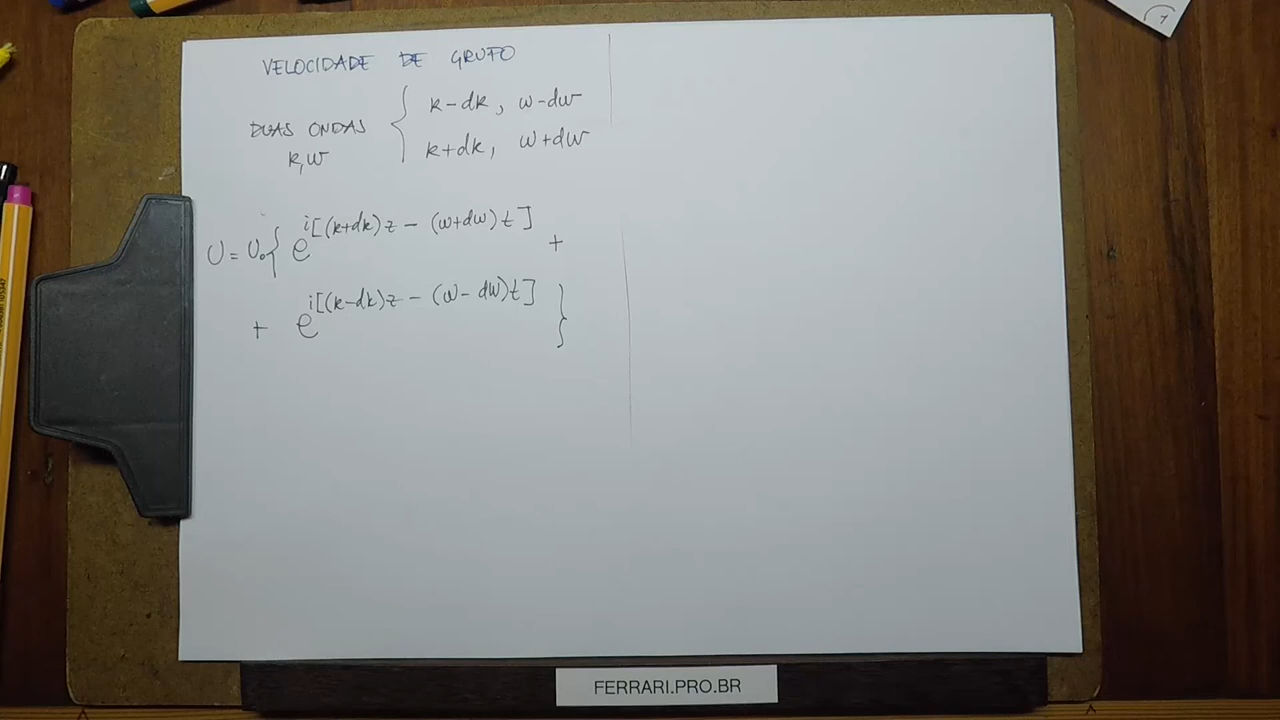 VELOCIDADE DE GRUPO
DUAS ONDAS { k-dk, ω-dω
k,ω k+dk, ω+dω
U = U₀{ e^{i[(k+dk)z - (ω+dω)t]} +
+ e^{i[(k-dk)z - (ω-dω)t]} }
FERRARI.PRO.BR